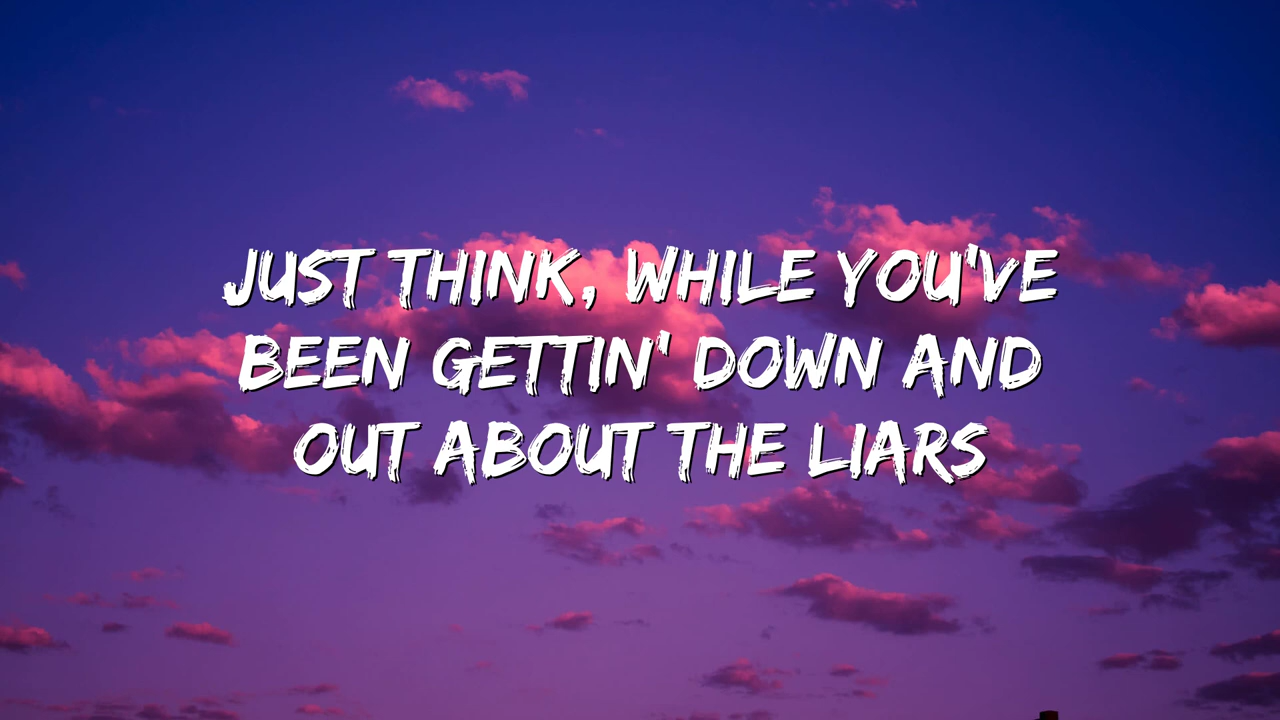 JUST THINK, WHILE YOU'VE
BEEN GETTIN' DOWN AND
OUT ABOUT THE LIARS